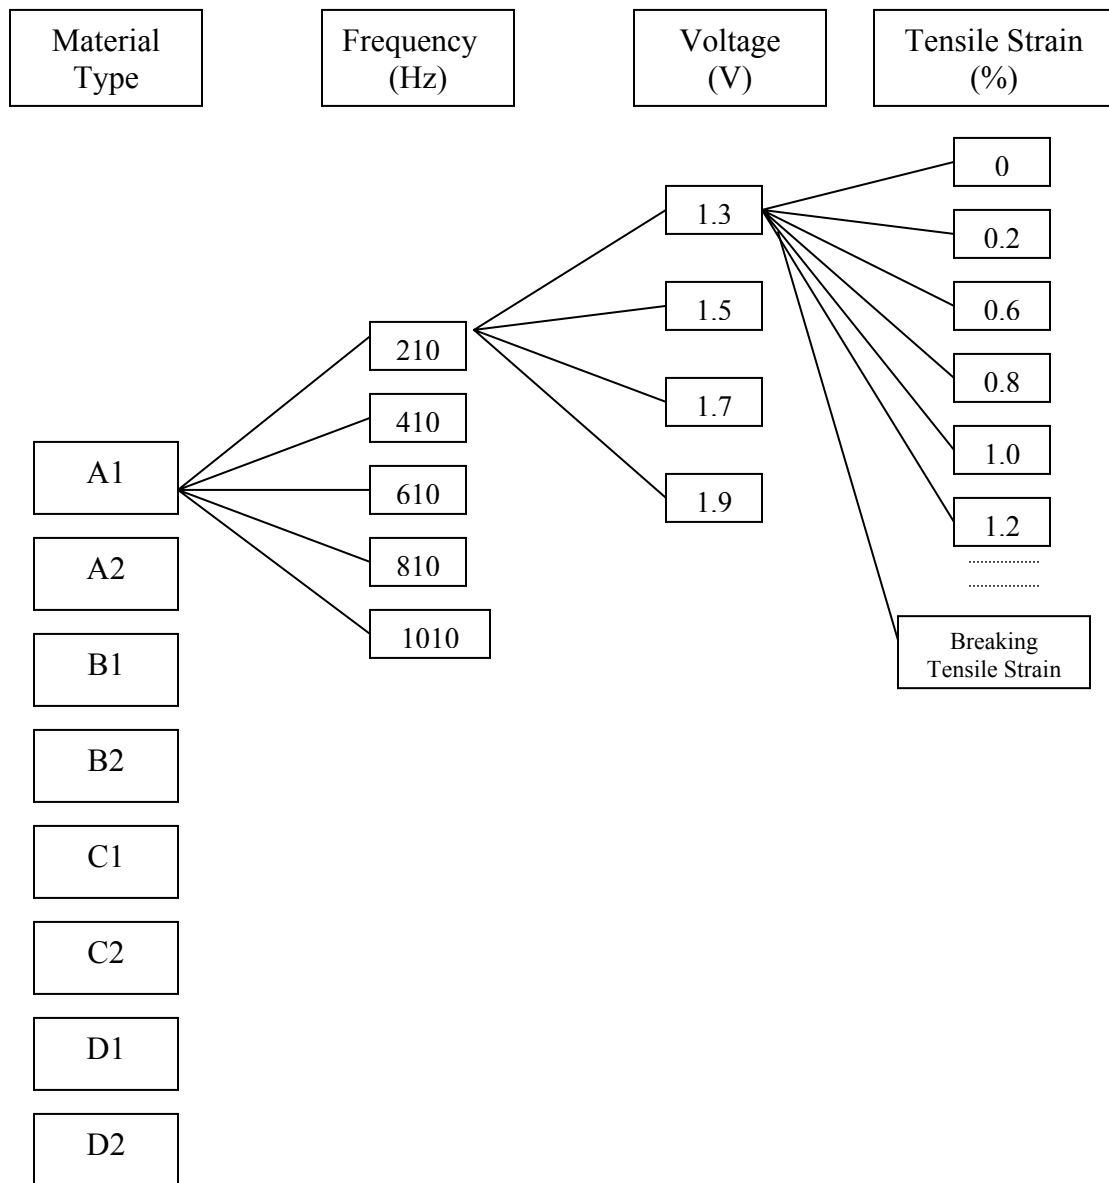 Material
Type
Frequency
(Hz)
Voltage
(V)
Tensile Strain
(%)
A1
A2
B1
B2
C1
C2
D1
D2
210
410
610
810
1010
1.3
1.5
1.7
1.9
0
0.2
0.6
0.8
1.0
1.2
Breaking
Tensile Strain